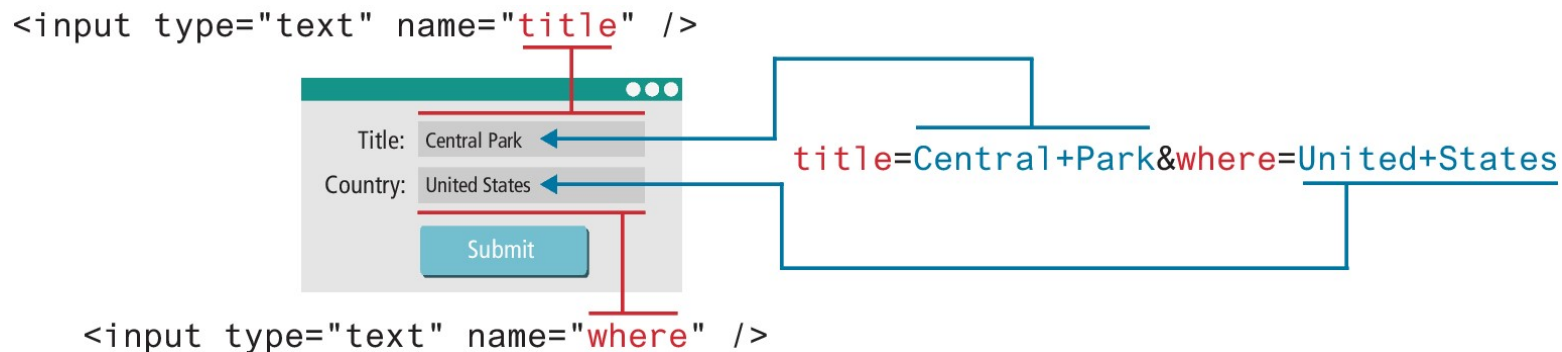 <input type="text" name="title" />
Title: Central Park
title=Central+Park&where=United+States
Country: United States
Submit
<input type="text" name="where" />